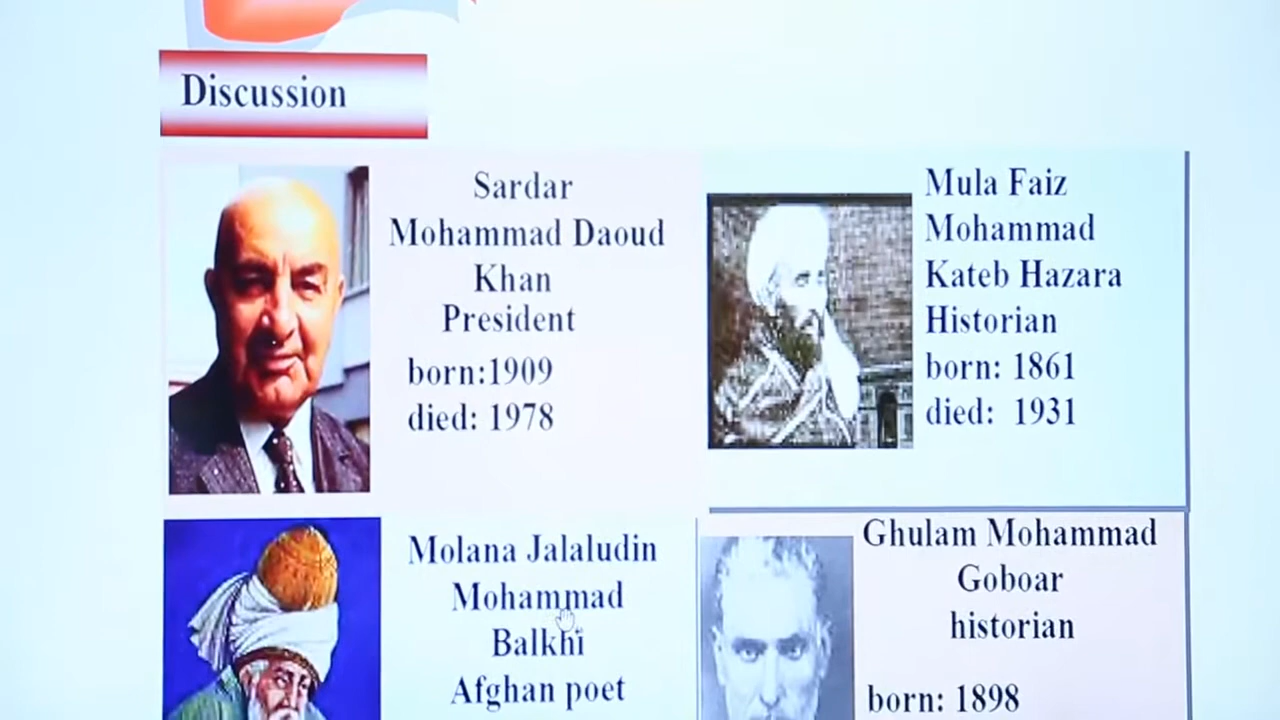 Discussion
Sardar
Mohammad Daoud
Khan
President
born:1909
died: 1978
Mula Faiz
Mohammad
Kateb Hazara
Historian
born: 1861
died: 1931
Molana Jalaludin
Mohammad
Balkhi
Afghan poet
Ghulam Mohammad
Goboar
historian
born: 1898